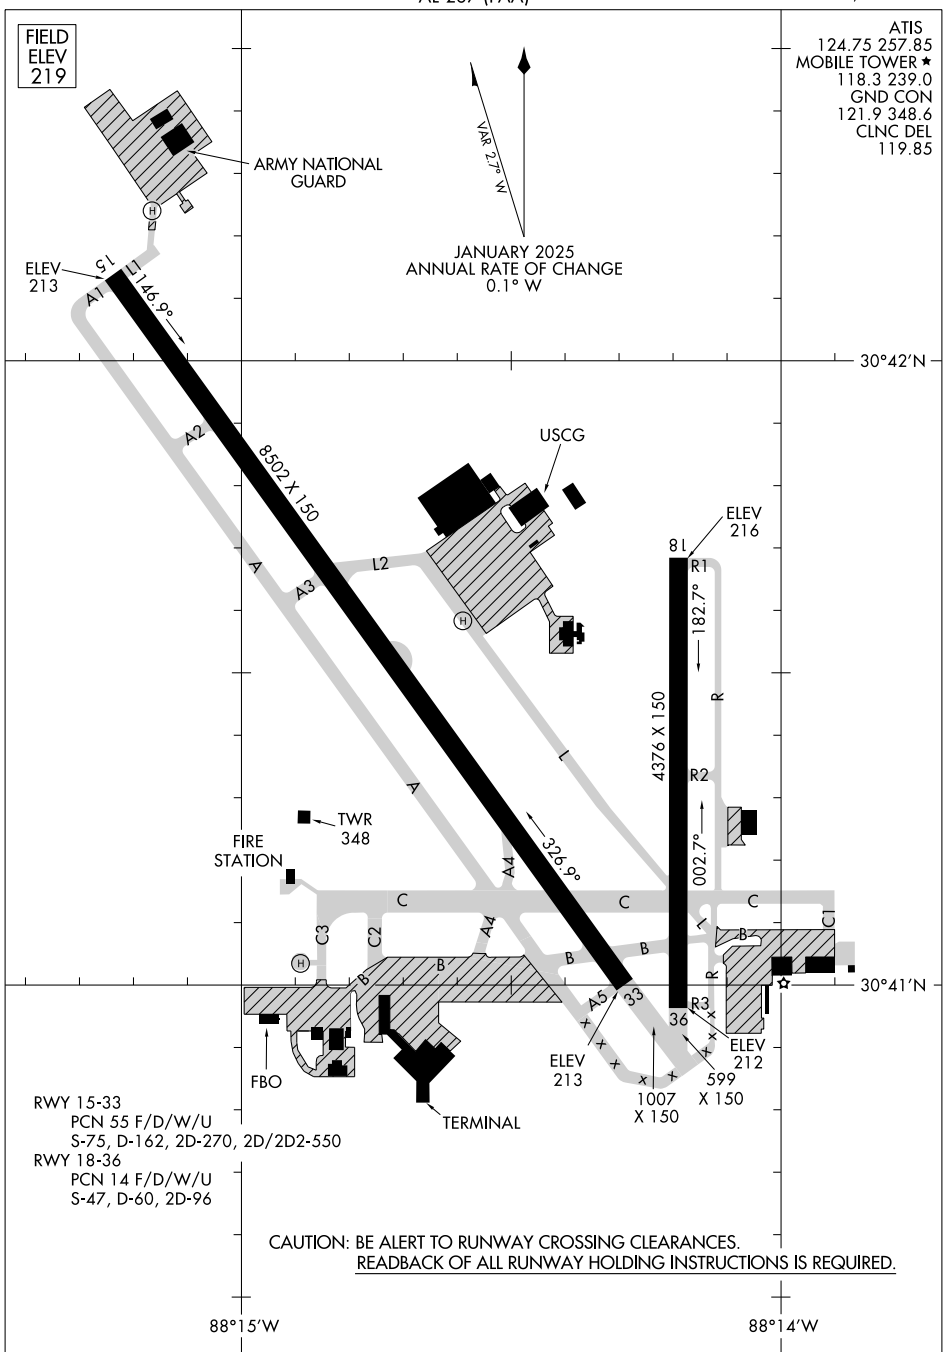 FIELD
ELEV
219
ATIS
124.75 257.85
MOBILE TOWER ★
118.3 239.0
GND CON
121.9 348.6
CLNC DEL
119.85
VAR 2.7° W
JANUARY 2025
ANNUAL RATE OF CHANGE
0.1° W
ARMY NATIONAL
GUARD
H
ELEV
213
15
L1
A1
146.9°
30°42'N
A2
8502 X 150
USCG
ELEV
216
18
R1
A
A3
L2
H
182.7°
R
4376 X 150
L
R2
A
TWR
348
FIRE
STATION
326.9°
002.7°
A4
C
C
C
C1
C3
C2
A4
L
B
B
B
B
B
H
R
30°41'N
A5
33
R3
36
x
x
x
x
x
x
x
x
x
ELEV
213
ELEV
212
FBO
1007
X 150
599
X 150
TERMINAL
RWY 15-33
PCN 55 F/D/W/U
S-75, D-162, 2D-270, 2D/2D2-550
RWY 18-36
PCN 14 F/D/W/U
S-47, D-60, 2D-96
CAUTION: BE ALERT TO RUNWAY CROSSING CLEARANCES.
READBACK OF ALL RUNWAY HOLDING INSTRUCTIONS IS REQUIRED.
88°15'W
88°14'W